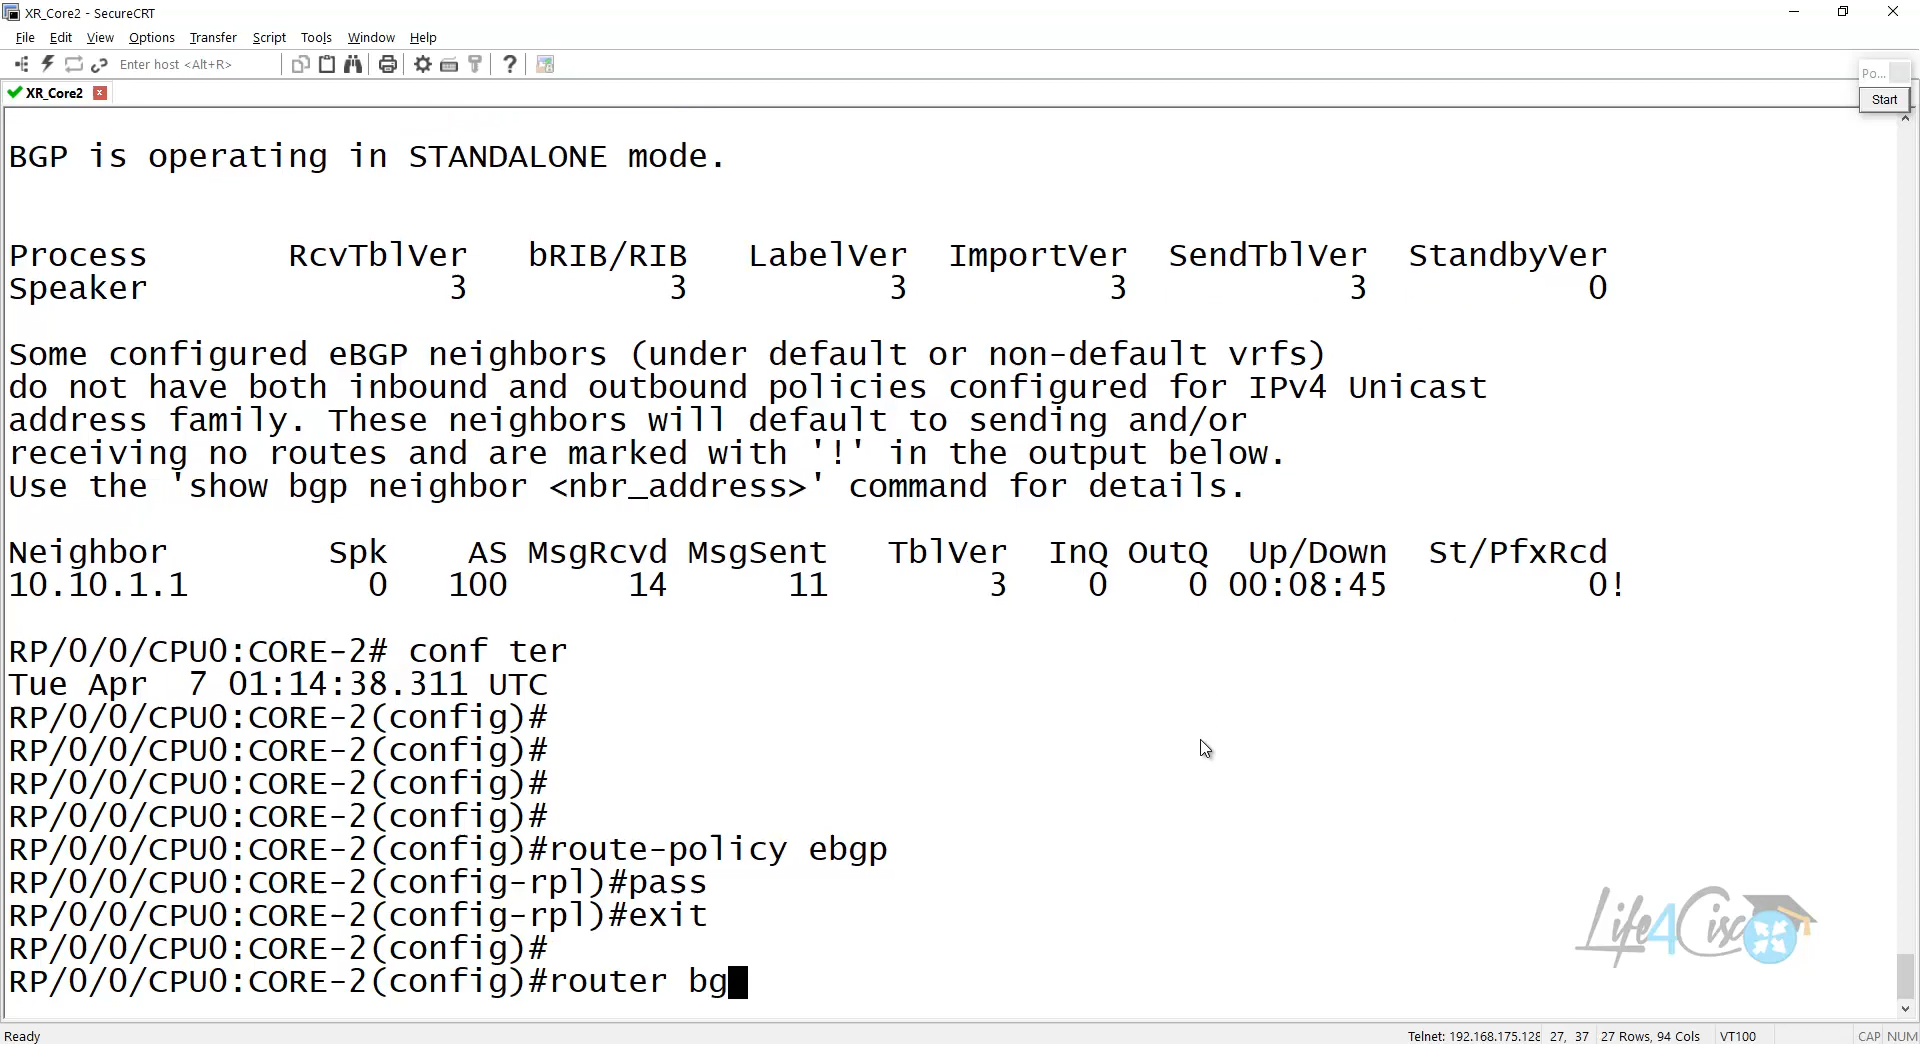 XR_Core2 - SecureCRT
File Edit View Options Transfer Script Tools Window Help
Enter host <Alt+R>
XR_Core2
Po...
Start
BGP is operating in STANDALONE mode.
Process RcvTblVer bRIB/RIB LabelVer ImportVer SendTblVer StandbyVer
Speaker 3 3 3 3 3 0
Some configured eBGP neighbors (under default or non-default vrfs)
do not have both inbound and outbound policies configured for IPv4 Unicast
address family. These neighbors will default to sending and/or
receiving no routes and are marked with '!' in the output below.
Use the 'show bgp neighbor <nbr_address>' command for details.
Neighbor Spk AS MsgRcvd MsgSent TblVer InQ OutQ Up/Down St/PfxRcd
10.10.1.1 0 100 14 11 3 0 0 00:08:45 0!
RP/0/0/CPU0:CORE-2# conf ter
Tue Apr 7 01:14:38.311 UTC
RP/0/0/CPU0:CORE-2(config)#
RP/0/0/CPU0:CORE-2(config)#
RP/0/0/CPU0:CORE-2(config)#
RP/0/0/CPU0:CORE-2(config)#
RP/0/0/CPU0:CORE-2(config)#route-policy ebgp
RP/0/0/CPU0:CORE-2(config-rpl)#pass
RP/0/0/CPU0:CORE-2(config-rpl)#exit
RP/0/0/CPU0:CORE-2(config)#
RP/0/0/CPU0:CORE-2(config)#router bg
Life4Cisco
Ready
Telnet: 192.168.175.128 27, 37 27 Rows, 94 Cols VT100 CAP NUM